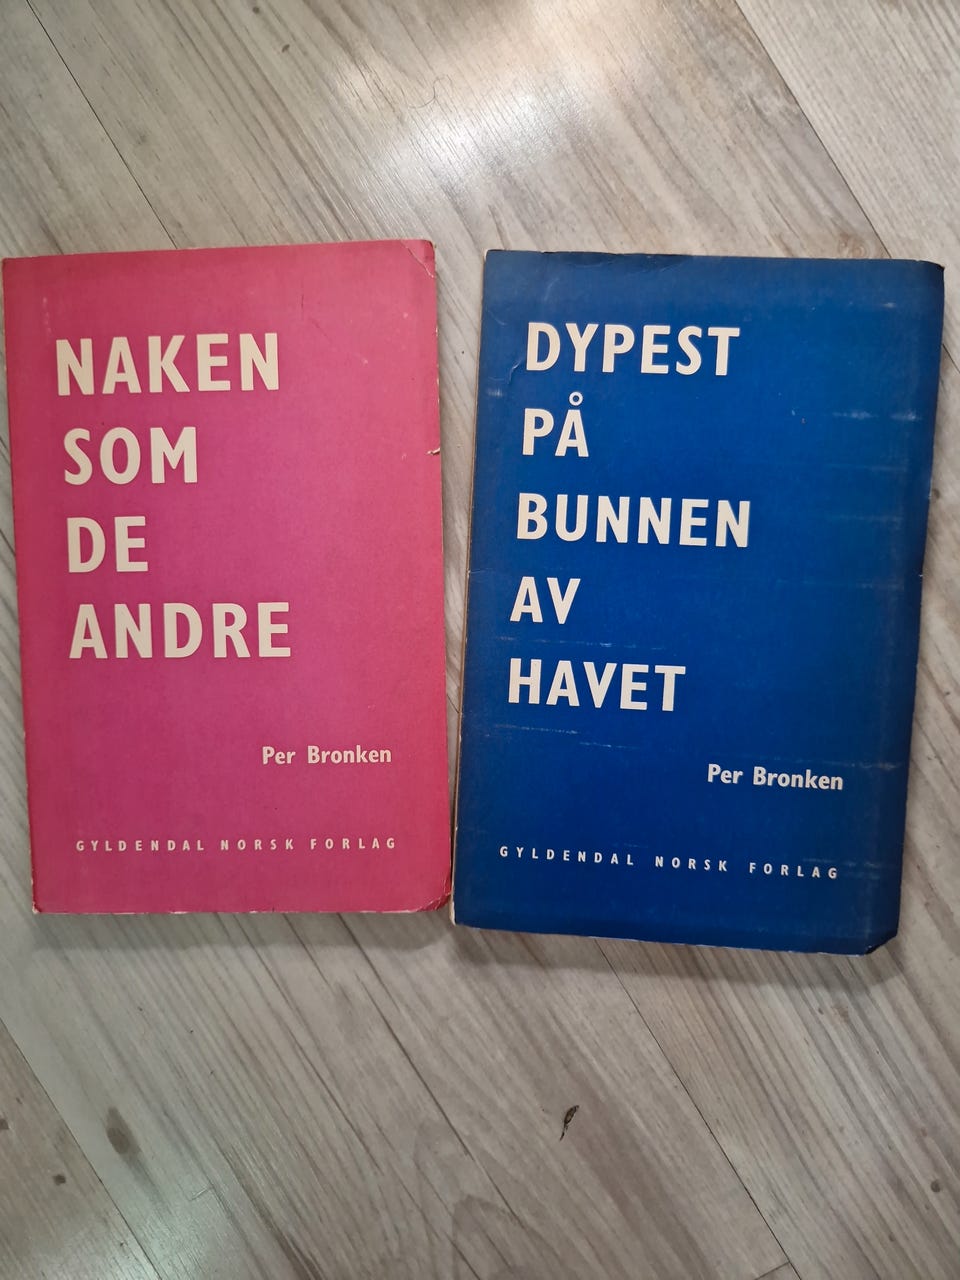 NAKEN
SOM
DE
ANDRE
Per Bronken
GYLDENDAL NORSK FORLAG
DYPEST
PÅ
BUNNEN
AV
HAVET
Per Bronken
GYLDENDAL NORSK FORLAG